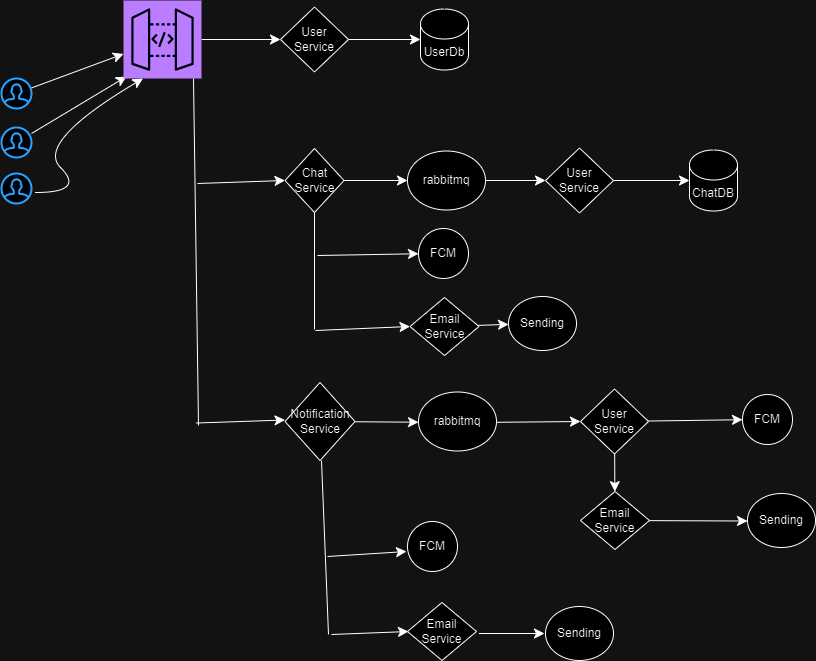 </>
User
Service
UserDb
Chat
Service
rabbitmq
User
Service
ChatDB
FCM
Email
Service
Sending
Notification
Service
rabbitmq
User
Service
FCM
Email
Service
Sending
FCM
Email
Service
Sending